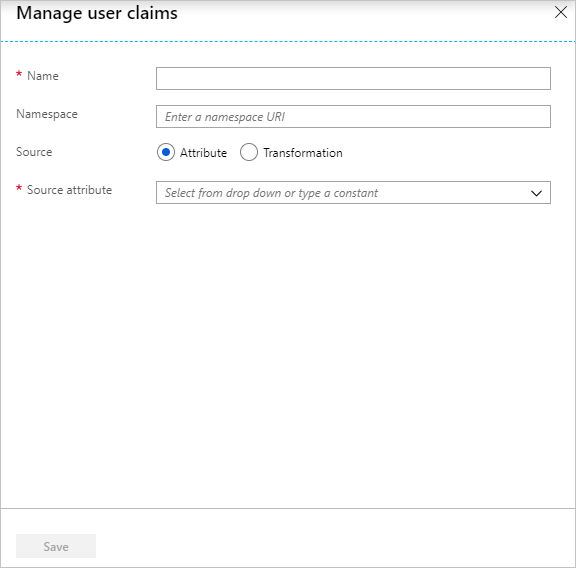 Manage user claims
* Name
Namespace
Enter a namespace URI
Source
Attribute
Transformation
* Source attribute
Select from drop down or type a constant
Save